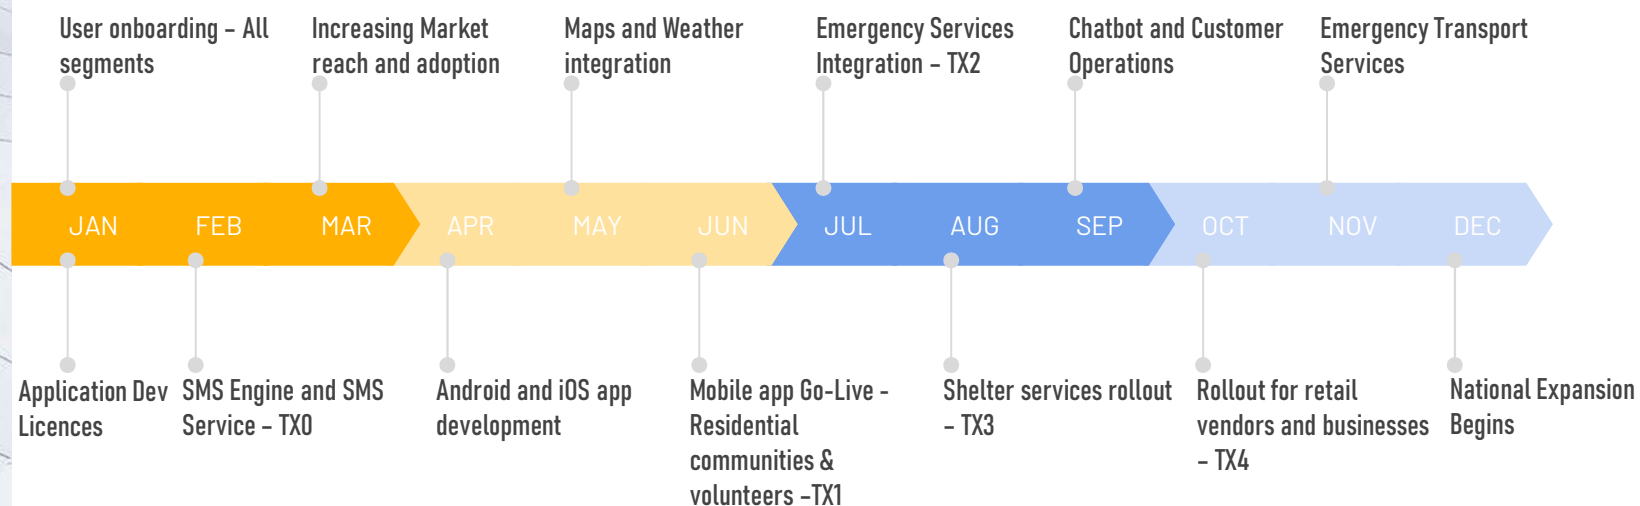 User onboarding - All
segments
Increasing Market
reach and adoption
Maps and Weather
integration
Emergency Services
Integration - TX2
Chatbot and Customer
Operations
Emergency Transport
Services
JAN
FEB
MAR
APR
MAY
JUN
JUL
AUG
SEP
OCT
NOV
DEC
Application Dev
Licences
SMS Engine and SMS
Service - TX0
Android and iOS app
development
Mobile app Go-Live -
Residential
communities &
volunteers -TX1
Shelter services rollout
- TX3
Rollout for retail
vendors and businesses
- TX4
National Expansion
Begins